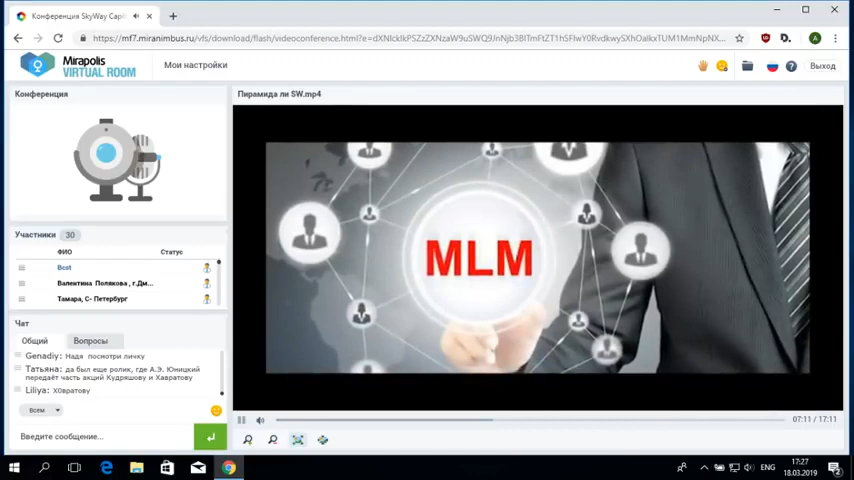 Конференция SkyWay Capi
https://mf7.miranimbus.ru/vfs/download/flash/videoconference.html?e=
Mirapolis
VIRTUAL ROOM
Мои настройки
Выход
Конференция
Пирамида ли SW.mp4
MLM
Участники 30
ФИО Статус
Валентина Полякова , г.Дм...
Тамара, С- Петербург
Чат
Общий Вопросы
Genadiy: Надя посмотри личку
Татьяна: да был еще ролик, где А.Э. Юницкий
передаёт часть акций Кудряшову и Хавратову
Liliya: ХОвратову
Всем
Введите сообщение...
07:11 / 17:11
ENG
17:27
18.03.2019
2